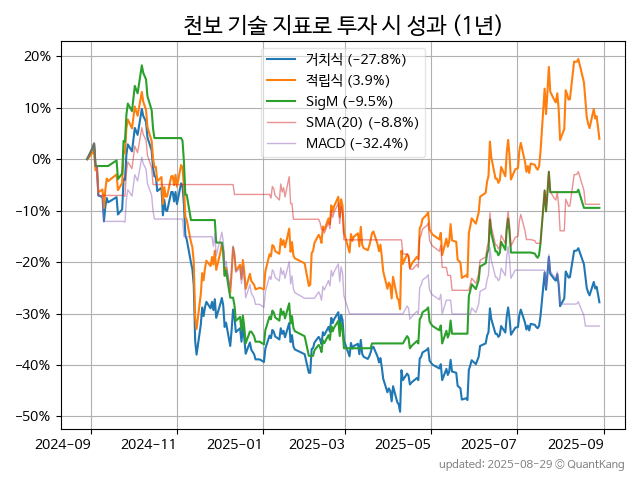 천보 기술 지표로 투자 시 성과 (1년)
거치식 (−27.8%)
적립식 (3.9%)
SigM (−9.5%)
SMA(20) (−8.8%)
MACD (−32.4%)
20%
10%
0%
−10%
−20%
−30%
−40%
−50%
2024-09
2024-11
2025-01
2025-03
2025-05
2025-07
2025-09
updated: 2025-08-29 © QuantKang